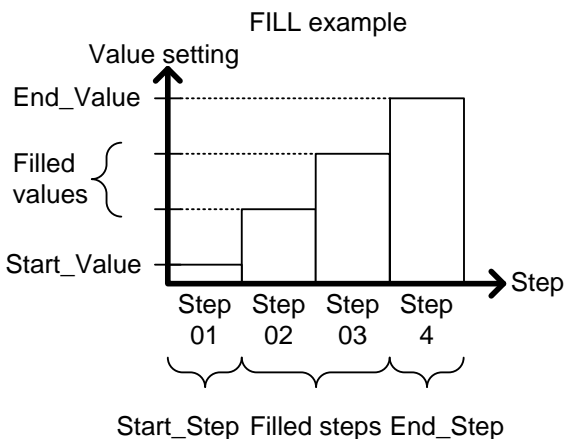 FILL example
Value setting
End_Value
Filled
values
Start_Value
Step
Step Step Step Step
01 02 03 4
Start_Step Filled steps End_Step